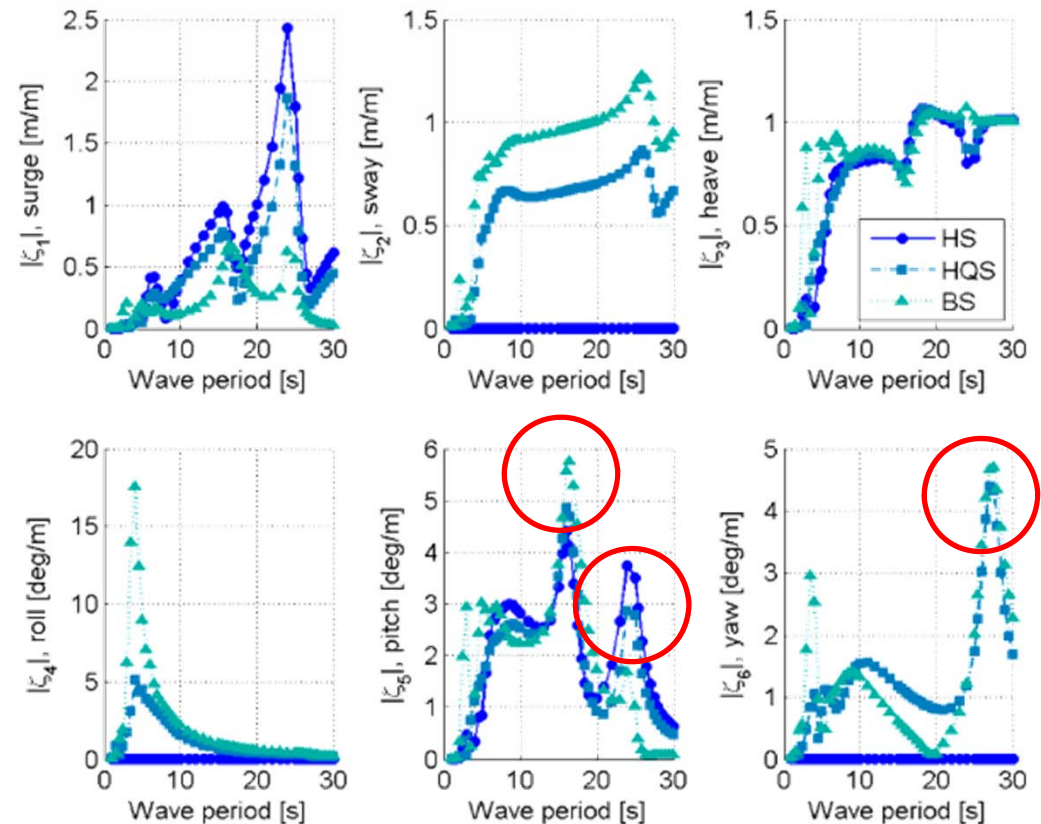 |ζ1|, surge [m/m]
2.5
2
1.5
1
0.5
0
0 10 20 30
Wave period [s]
|ζ2|, sway [m/m]
1.5
1
0.5
0
0 10 20 30
Wave period [s]
|ζ3|, heave [m/m]
1.5
1
0.5
0
HS
HQS
BS
0 10 20 30
Wave period [s]
|ζ4|, roll [deg/m]
20
15
10
5
0
0 10 20 30
Wave period [s]
|ζ5|, pitch [deg/m]
6
5
4
3
2
1
0
0 10 20 30
Wave period [s]
|ζ6|, yaw [deg/m]
5
4
3
2
1
0
0 10 20 30
Wave period [s]